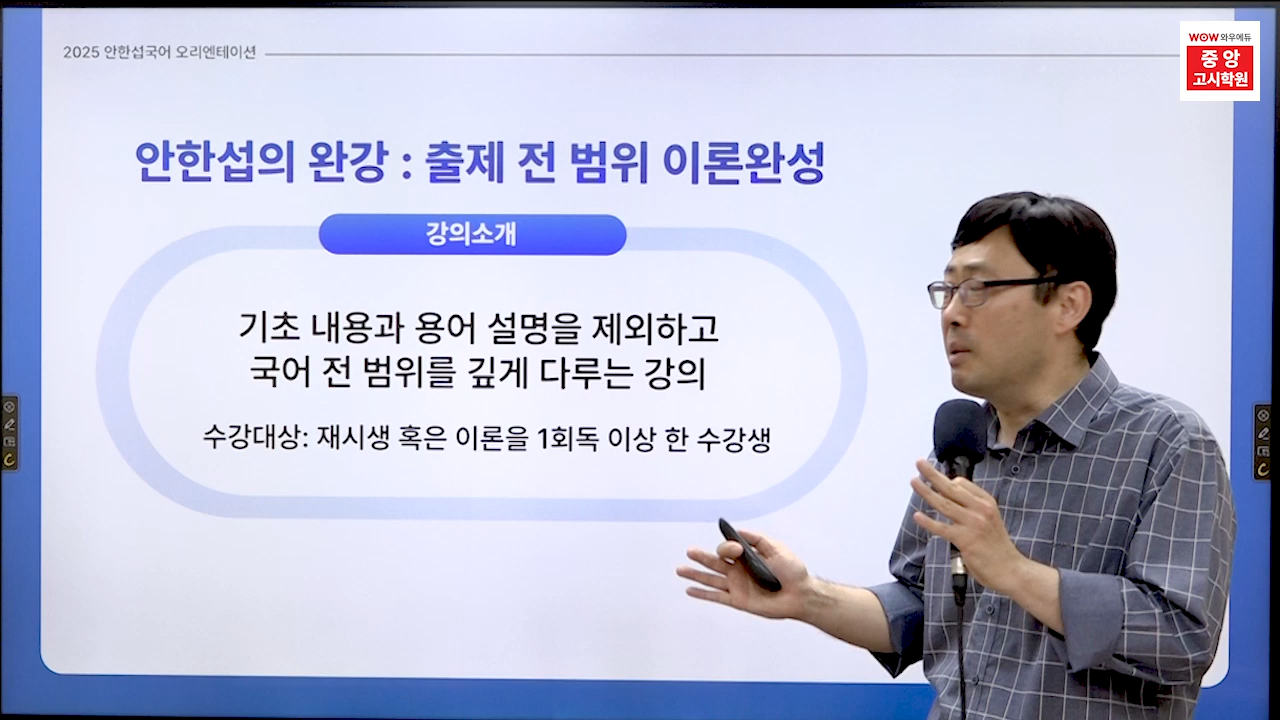 2025 안한섭국어 오리엔테이션
WOW와우에듀
중앙
고시학원
안한섭의 완강 : 출제 전 범위 이론완성
강의소개
기초 내용과 용어 설명을 제외하고
국어 전 범위를 깊게 다루는 강의
수강대상: 재시생 혹은 이론을 1회독 이상 한 수강생